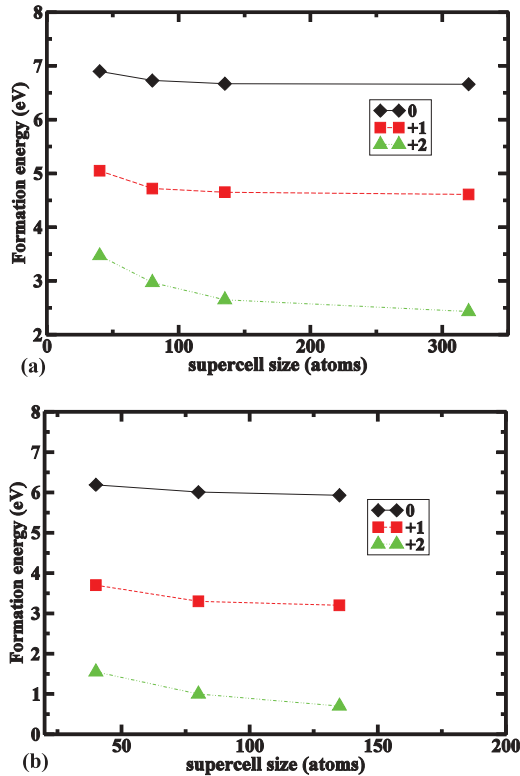 8
7
6
5
4
3
2
Formation energy (eV)
0
+1
+2
0 100 200 300
supercell size (atoms)
(a)
8
7
6
5
4
3
2
1
0
Formation energy (eV)
0
+1
+2
50 100 150 200
supercell size (atoms)
(b)